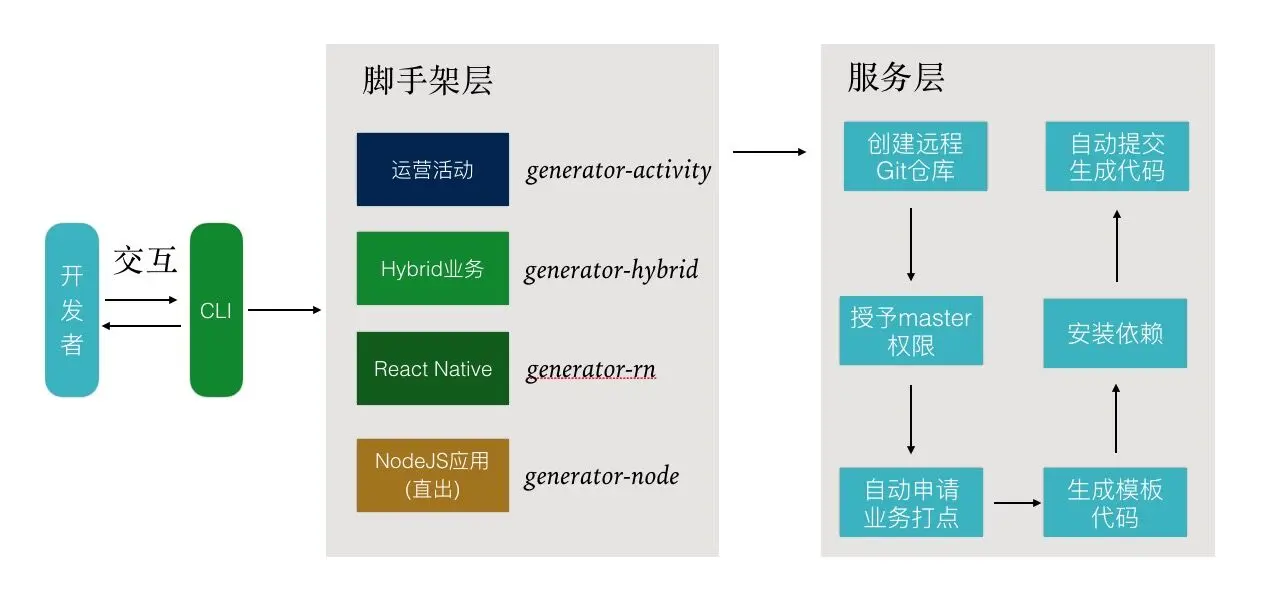 开
发
者
交互
CLI
脚手架层
运营活动
generator-activity
Hybrid业务
generator-hybrid
React Native
generator-rn
NodeJS应用
(直出)
generator-node
服务层
创建远程
Git仓库
授予master
权限
自动申请
业务打点
生成模板
代码
安装依赖
自动提交
生成代码